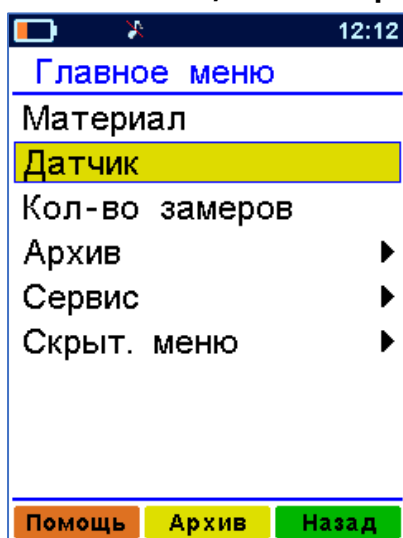 12:12
Главное меню
Материал
Датчик
Кол-во замеров
Архив
Сервис
Скрыт. меню
Помощь Архив Назад